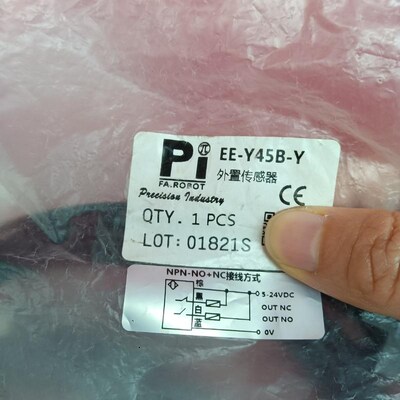 Pi
π
FA.ROBOT
Precision Industry
EE-Y45B-Y
外置传感器
CE
QTY. 1 PCS
LOT: 01821S
NPN-NO+NC接线方式
棕
黑
白
蓝
5-24VDC
OUT NC
OUT NO
0V